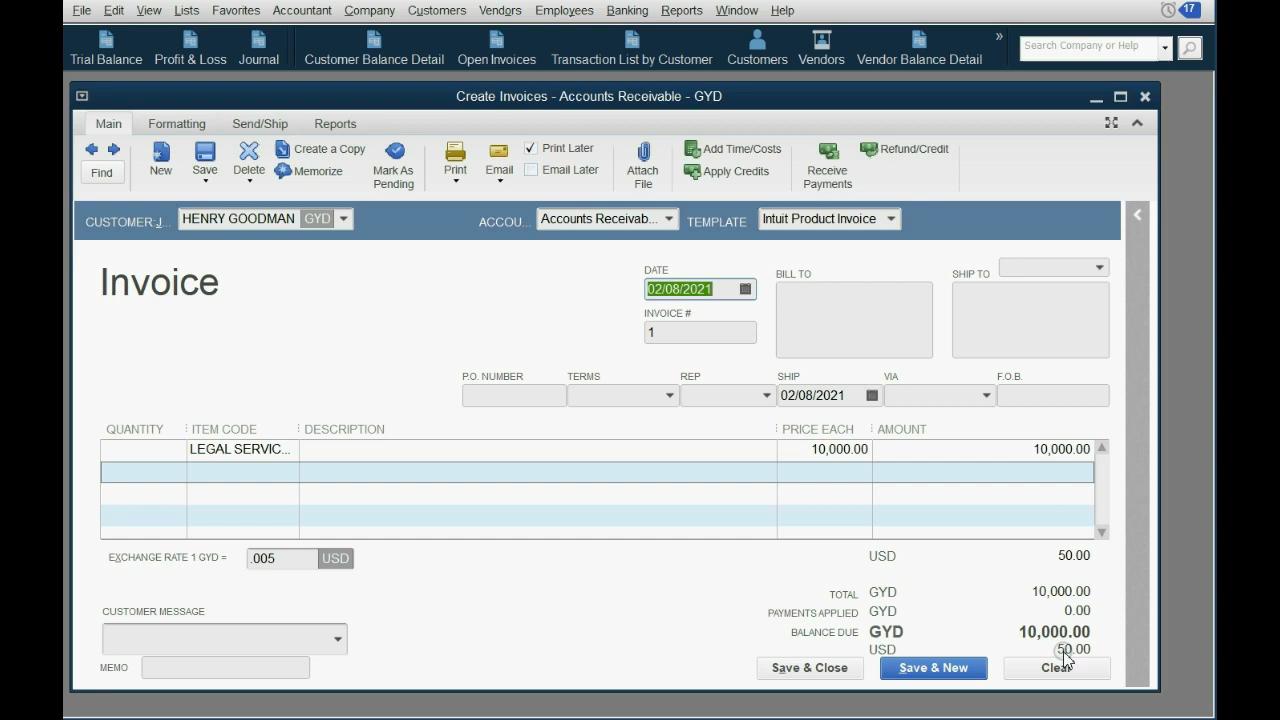 File Edit View Lists Favorites Accountant Company Customers Vendors Employees Banking Reports Window Help 17
Trial Balance Profit & Loss Journal Customer Balance Detail Open Invoices Transaction List by Customer Customers Vendors Vendor Balance Detail » Search Company or Help
Create Invoices - Accounts Receivable - GYD
Main Formatting Send/Ship Reports
Find New Save Delete Create a Copy Memorize Mark As Pending Print Email Print Later Email Later Attach File Add Time/Costs Apply Credits Receive Payments Refund/Credit
CUSTOMER:J... HENRY GOODMAN GYD ACCOU... Accounts Receivab... TEMPLATE Intuit Product Invoice
Invoice
DATE BILL TO SHIP TO
02/08/2021
INVOICE #
1
P.O. NUMBER TERMS REP SHIP VIA F.O.B.
02/08/2021
QUANTITY ITEM CODE DESCRIPTION PRICE EACH AMOUNT
LEGAL SERVIC... 10,000.00 10,000.00
EXCHANGE RATE 1 GYD = .005 USD USD 50.00
TOTAL GYD 10,000.00
CUSTOMER MESSAGE PAYMENTS APPLIED GYD 0.00
BALANCE DUE GYD 10,000.00
USD 50.00
MEMO Save & Close Save & New Clear